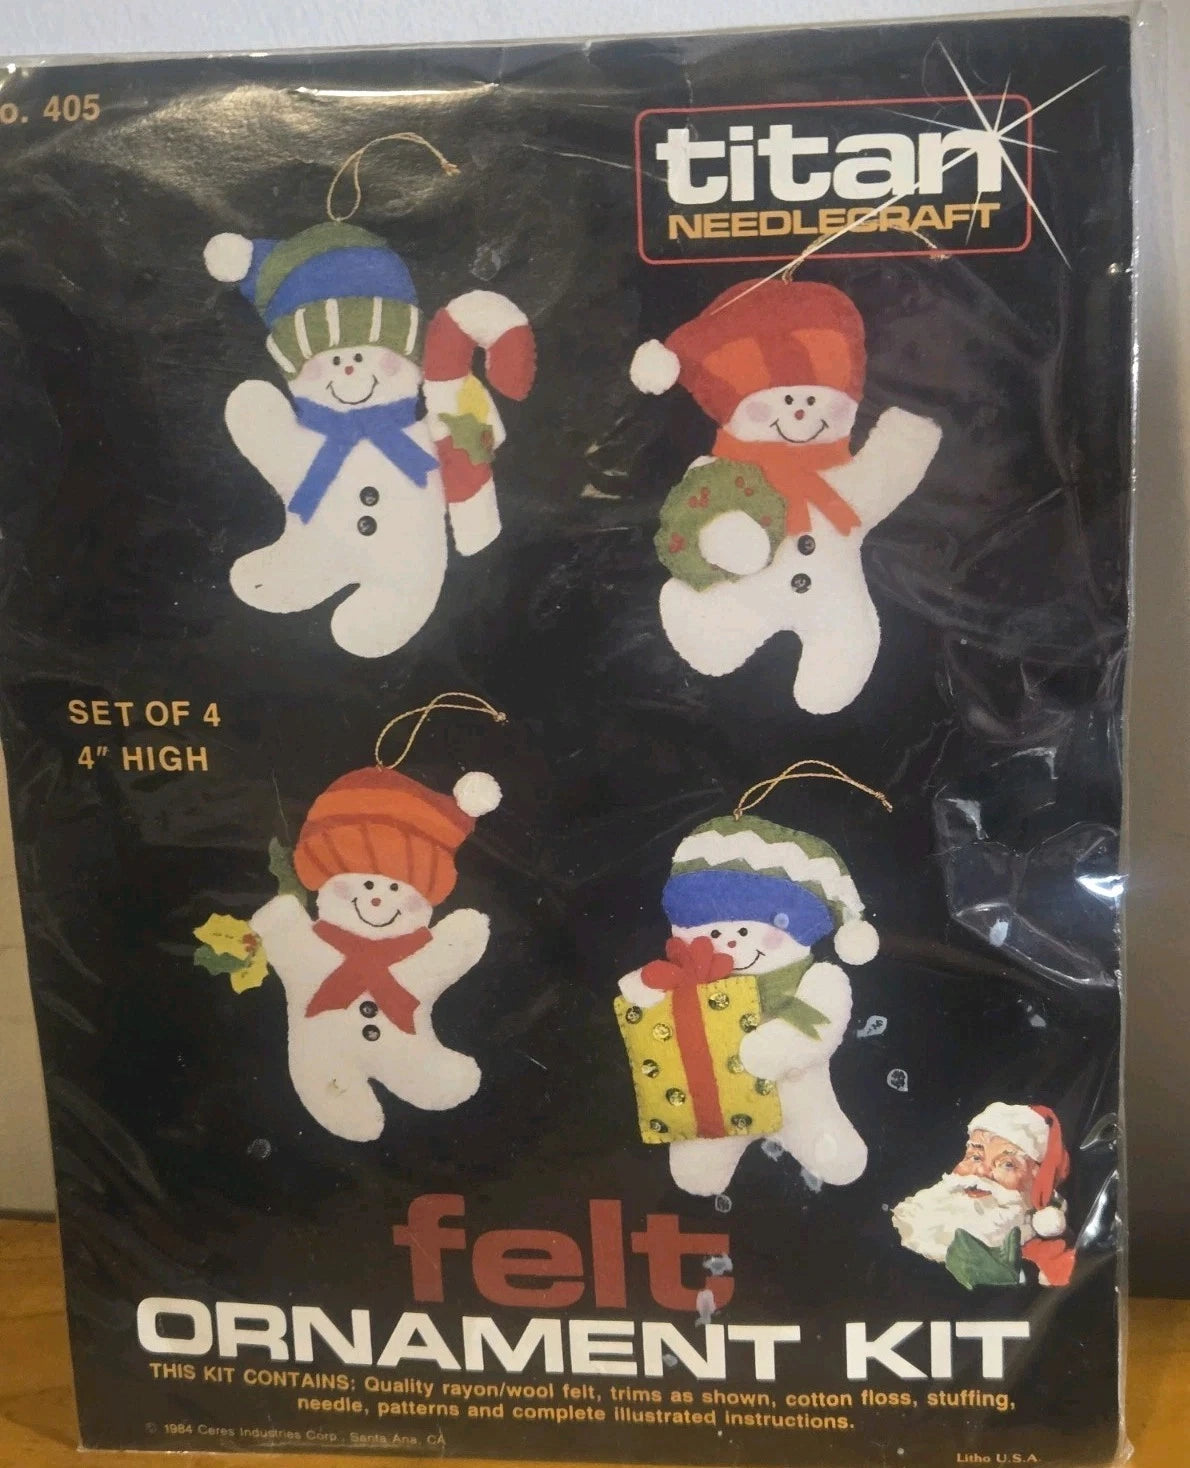 o. 405
titan
NEEDLECRAFT
SET OF 4
4" HIGH
felt
ORNAMENT KIT
THIS KIT CONTAINS: Quality rayon/wool felt, trims as shown, cotton floss, stuffing,
needle, patterns and complete illustrated instructions.
© 1984 Ceres Industries Corp., Santa Ana, CA
Litho U.S.A.